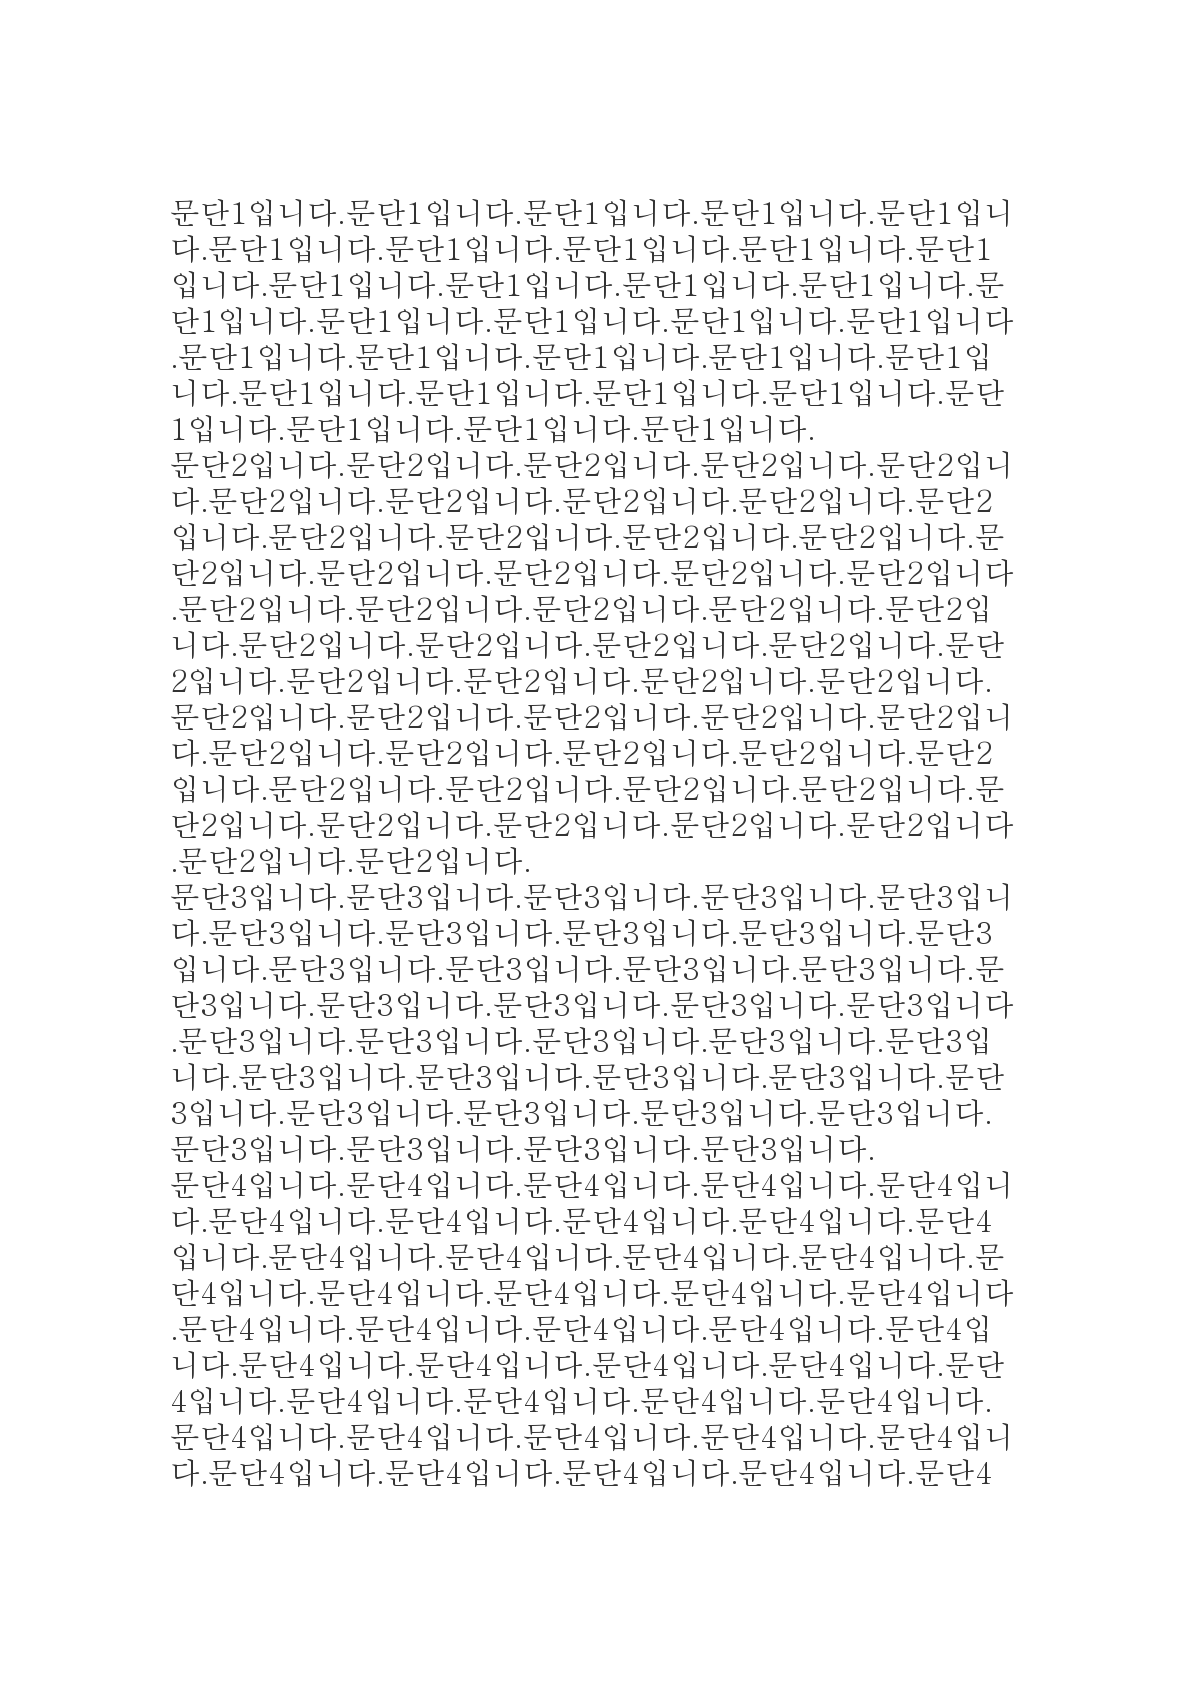 문단1입니다.문단1입니다.문단1입니다.문단1입니다.문단1입니
다.문단1입니다.문단1입니다.문단1입니다.문단1입니다.문단1
입니다.문단1입니다.문단1입니다.문단1입니다.문단1입니다.문
단1입니다.문단1입니다.문단1입니다.문단1입니다.문단1입니다
.문단1입니다.문단1입니다.문단1입니다.문단1입니다.문단1입
니다.문단1입니다.문단1입니다.문단1입니다.문단1입니다.문단
1입니다.문단1입니다.문단1입니다.문단1입니다.
문단2입니다.문단2입니다.문단2입니다.문단2입니다.문단2입니
다.문단2입니다.문단2입니다.문단2입니다.문단2입니다.문단2
입니다.문단2입니다.문단2입니다.문단2입니다.문단2입니다.문
단2입니다.문단2입니다.문단2입니다.문단2입니다.문단2입니다
.문단2입니다.문단2입니다.문단2입니다.문단2입니다.문단2입
니다.문단2입니다.문단2입니다.문단2입니다.문단2입니다.문단
2입니다.문단2입니다.문단2입니다.문단2입니다.문단2입니다.
문단2입니다.문단2입니다.문단2입니다.문단2입니다.문단2입니
다.문단2입니다.문단2입니다.문단2입니다.문단2입니다.문단2
입니다.문단2입니다.문단2입니다.문단2입니다.문단2입니다.문
단2입니다.문단2입니다.문단2입니다.문단2입니다.문단2입니다
.문단2입니다.문단2입니다.
문단3입니다.문단3입니다.문단3입니다.문단3입니다.문단3입니
다.문단3입니다.문단3입니다.문단3입니다.문단3입니다.문단3
입니다.문단3입니다.문단3입니다.문단3입니다.문단3입니다.문
단3입니다.문단3입니다.문단3입니다.문단3입니다.문단3입니다
.문단3입니다.문단3입니다.문단3입니다.문단3입니다.문단3입
니다.문단3입니다.문단3입니다.문단3입니다.문단3입니다.문단
3입니다.문단3입니다.문단3입니다.문단3입니다.문단3입니다.
문단3입니다.문단3입니다.문단3입니다.문단3입니다.
문단4입니다.문단4입니다.문단4입니다.문단4입니다.문단4입니
다.문단4입니다.문단4입니다.문단4입니다.문단4입니다.문단4
입니다.문단4입니다.문단4입니다.문단4입니다.문단4입니다.문
단4입니다.문단4입니다.문단4입니다.문단4입니다.문단4입니다
.문단4입니다.문단4입니다.문단4입니다.문단4입니다.문단4입
니다.문단4입니다.문단4입니다.문단4입니다.문단4입니다.문단
4입니다.문단4입니다.문단4입니다.문단4입니다.문단4입니다.
문단4입니다.문단4입니다.문단4입니다.문단4입니다.문단4입니
다.문단4입니다.문단4입니다.문단4입니다.문단4입니다.문단4